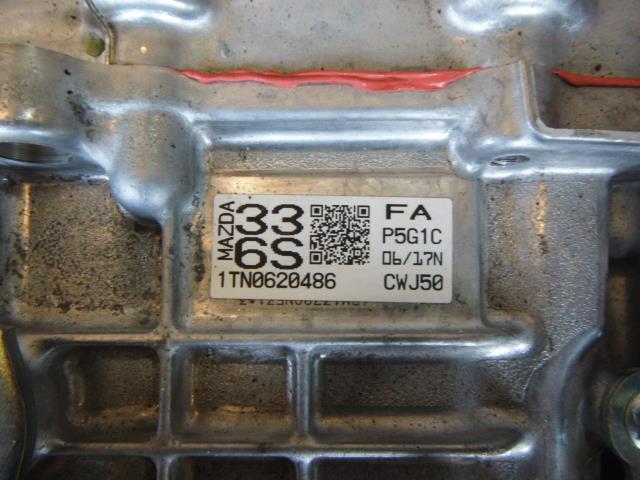 MAZDA
33 FA
6S P5G1C
06/17N
1TN0620486 CWJ50